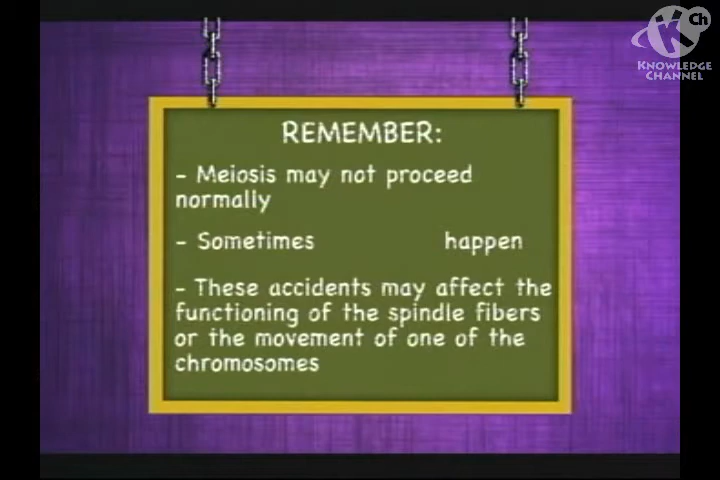 Ch
K
KNOWLEDGE
CHANNEL
REMEMBER:
- Meiosis may not proceed
normally
- Sometimes happen
- These accidents may affect the
functioning of the spindle fibers
or the movement of one of the
chromosomes